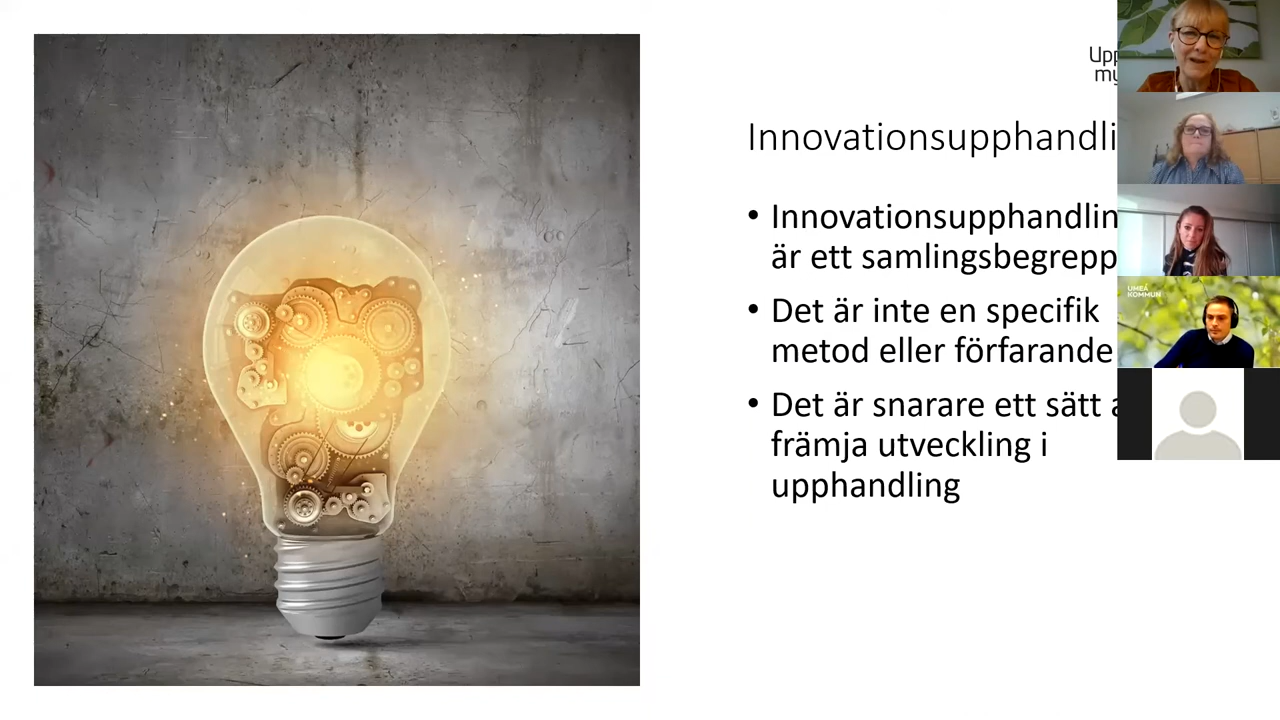 Upp
my
Innovationsupphandli
• Innovationsupphandlin
är ett samlingsbegrepp
• Det är inte en specifik
metod eller förfarande
• Det är snarare ett sätt a
främja utveckling i
upphandling
UMEÅ
KOMMUN